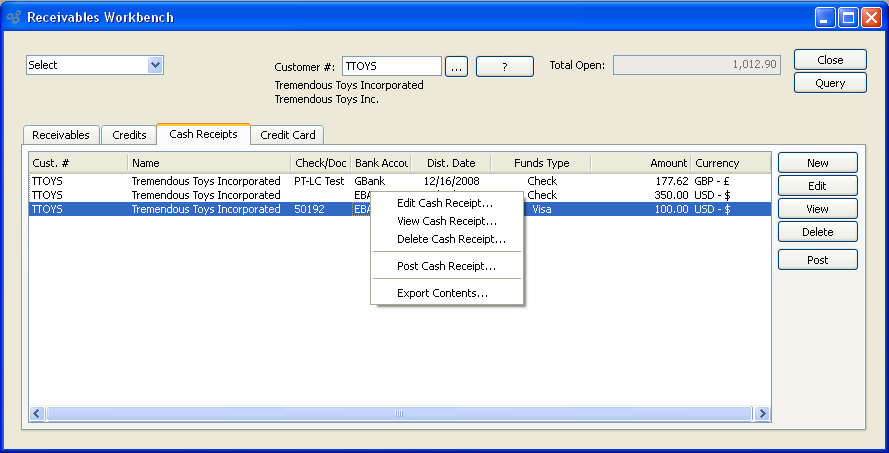 Receivables Workbench
Select
Customer #: TTOYS ... ? Total Open: 1,012.90 Close
Query
Tremendous Toys Incorporated
Tremendous Toys Inc.
Receivables Credits Cash Receipts Credit Card
Cust. # Name Check/Doc Bank Accou Dist. Date Funds Type Amount Currency
TTOYS Tremendous Toys Incorporated PT-LC Test GBank 12/16/2008 Check 177.62 GBP - £
TTOYS Tremendous Toys Incorporated Check 350.00 USD - $
TTOYS Tremendous Toys Incorporated 50192 Visa 100.00 USD - $
Edit Cash Receipt...
View Cash Receipt...
Delete Cash Receipt...
Post Cash Receipt...
Export Contents...
New
Edit
View
Delete
Post